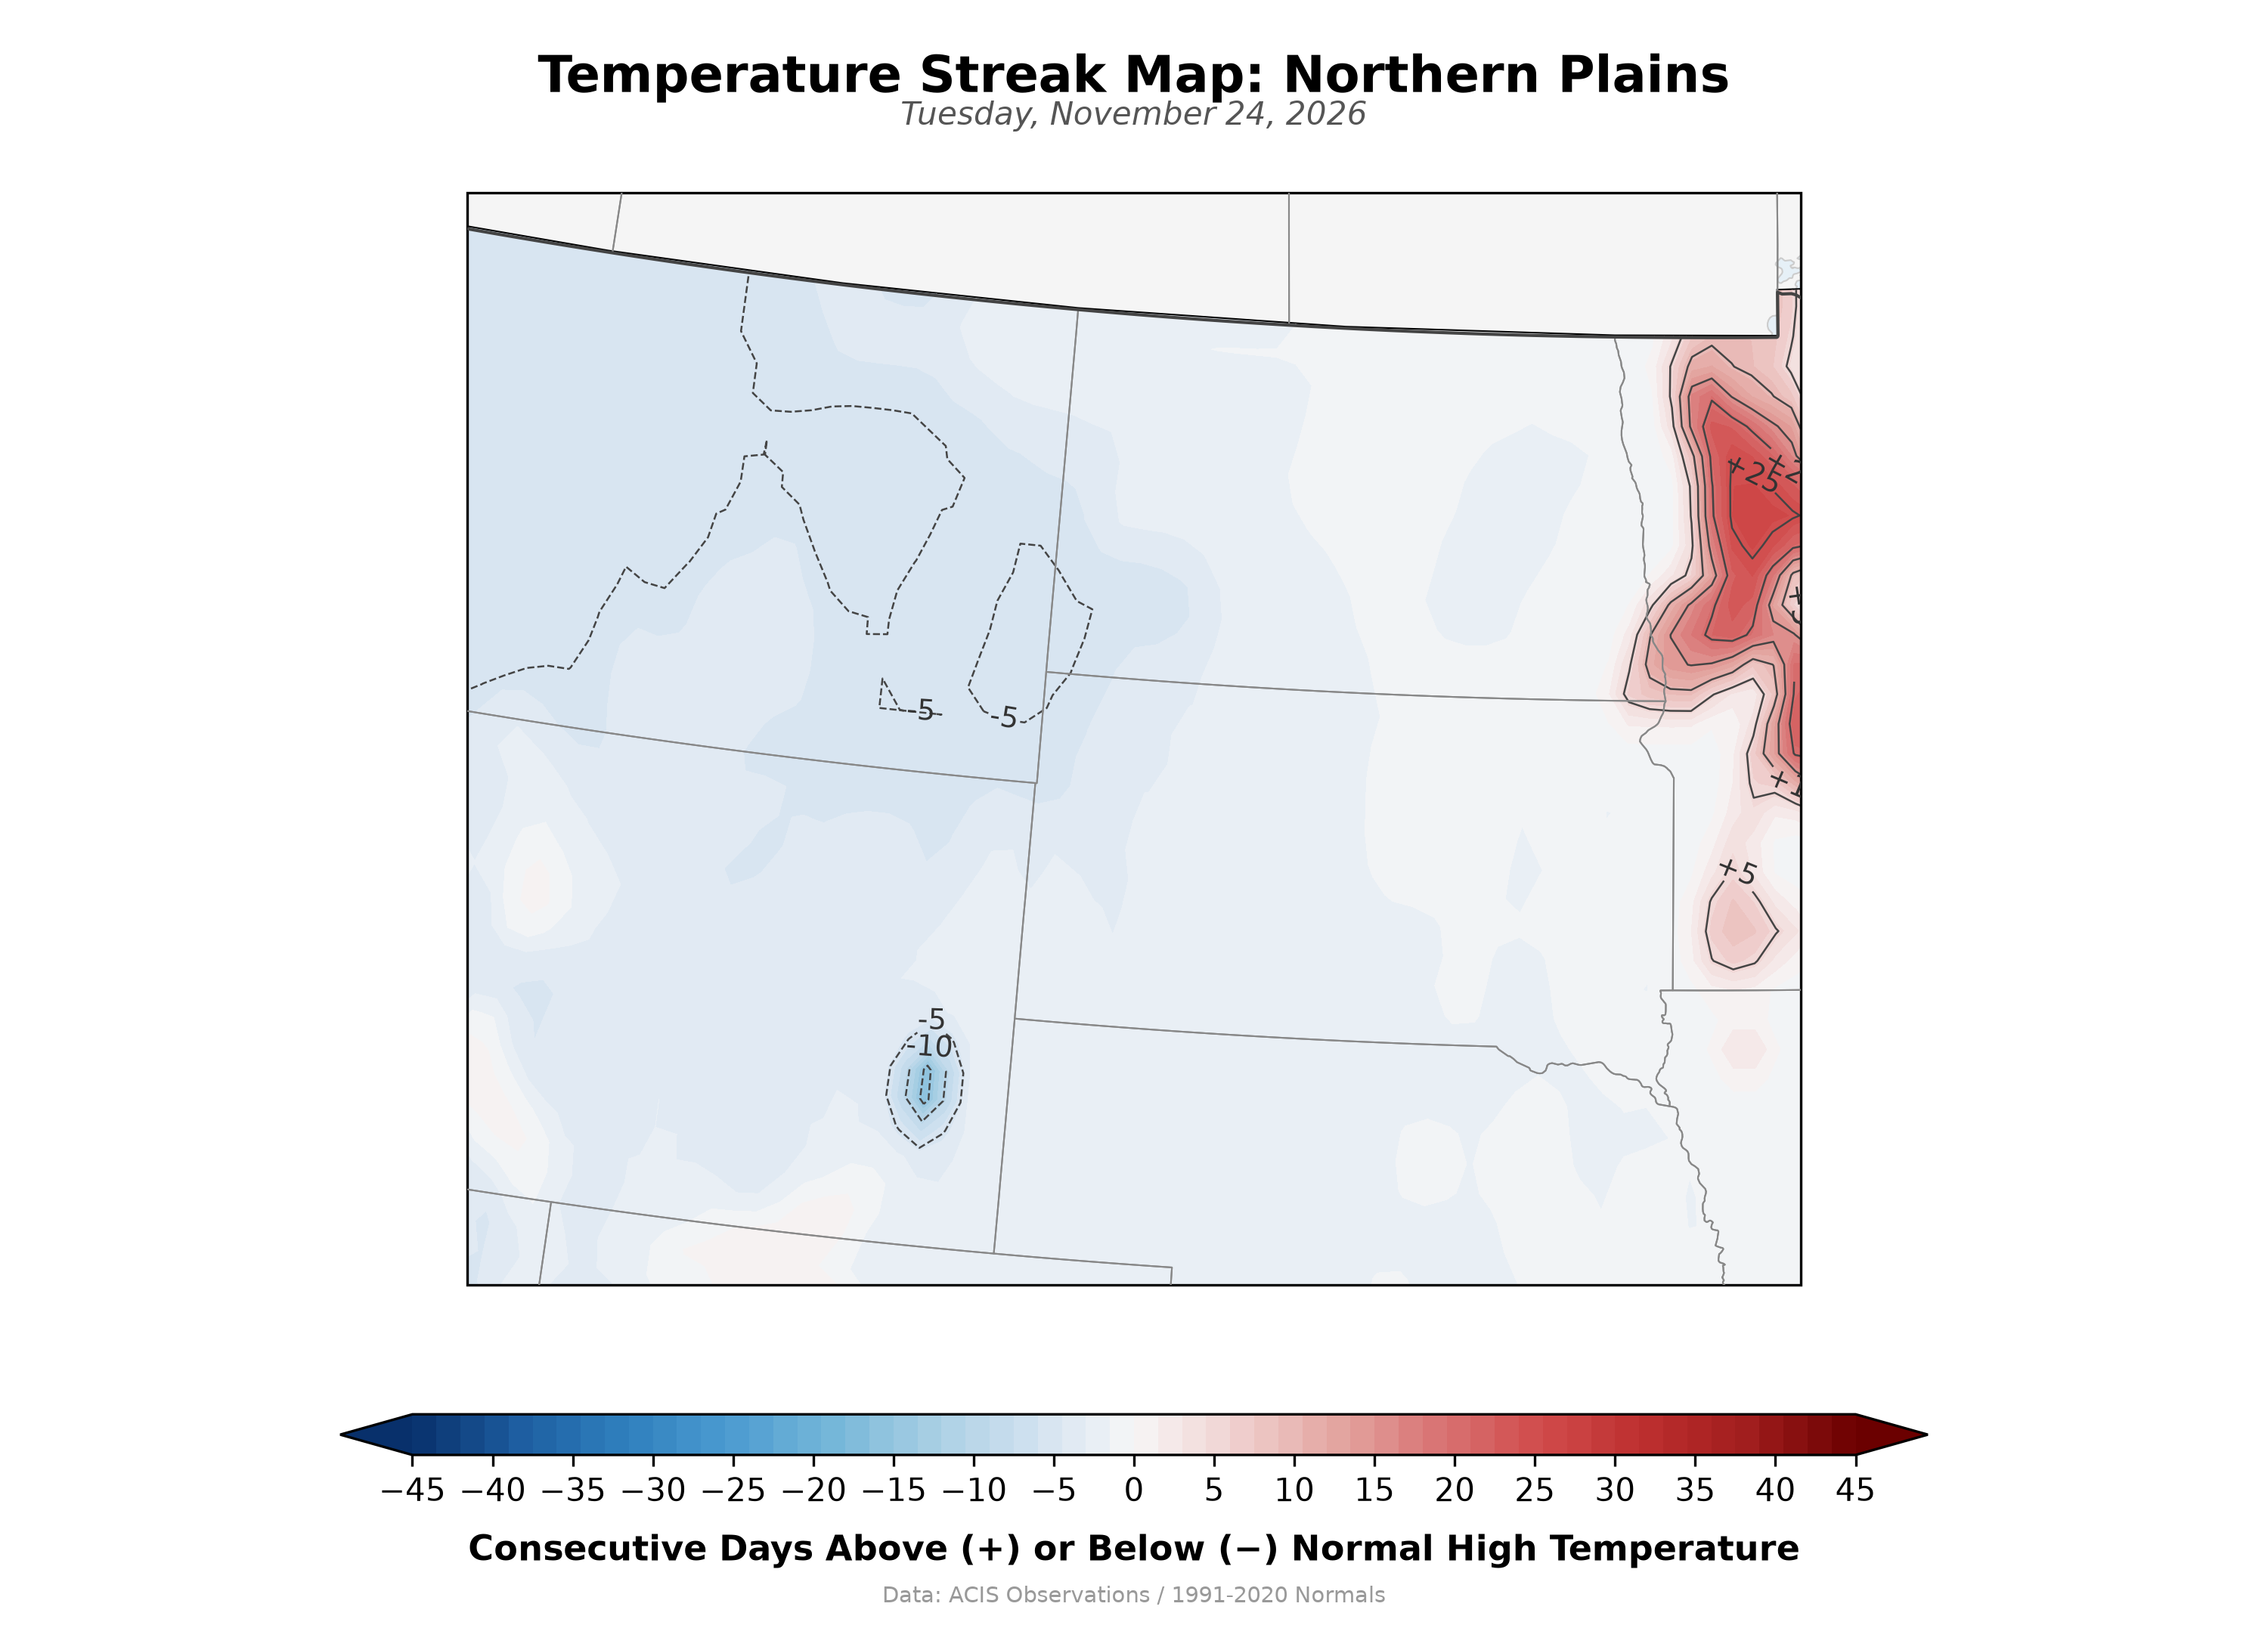 Temperature Streak Map: Northern Plains
Tuesday, November 24, 2026
+25
-5
-5
+5
-5
-10
−45 −40 −35 −30 −25 −20 −15 −10 −5 0 5 10 15 20 25 30 35 40 45
Consecutive Days Above (+) or Below (−) Normal High Temperature
Data: ACIS Observations / 1991-2020 Normals